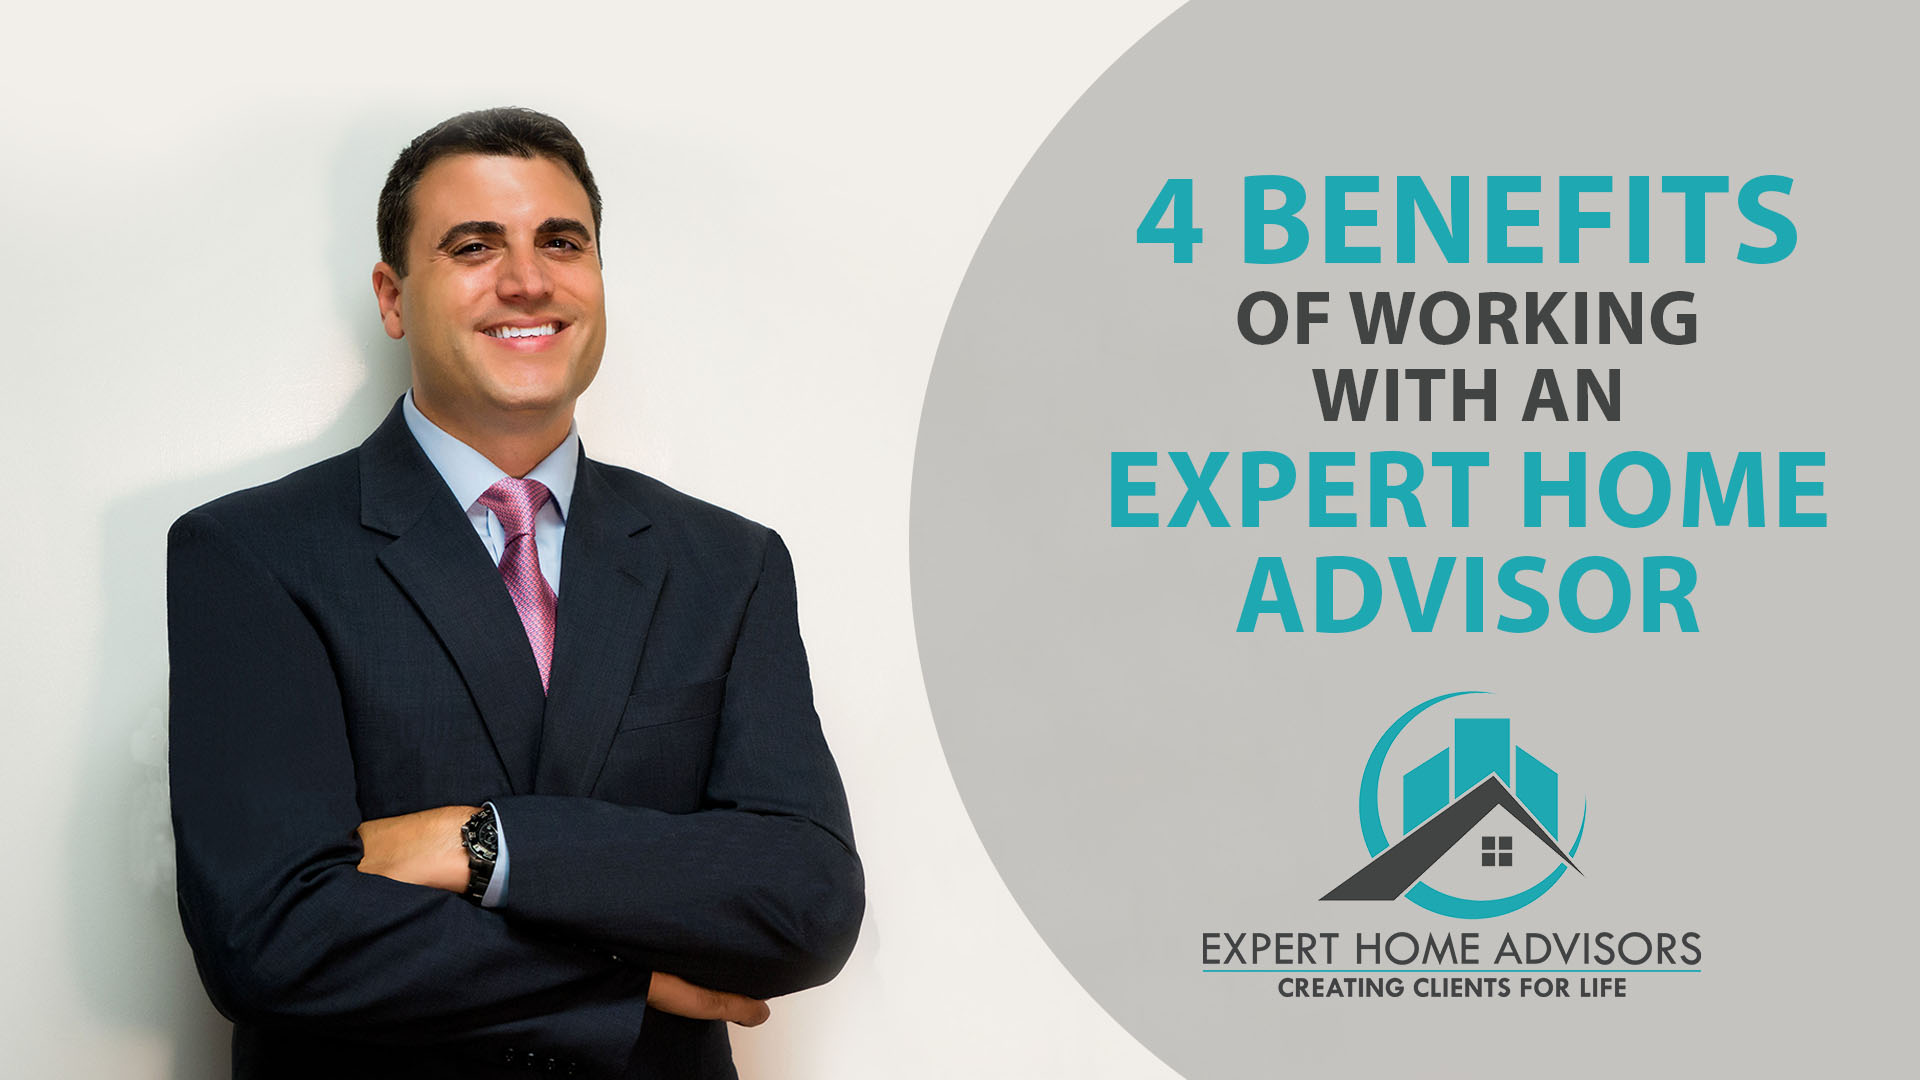 4 BENEFITS
OF WORKING
WITH AN
EXPERT HOME
ADVISOR
EXPERT HOME ADVISORS
CREATING CLIENTS FOR LIFE